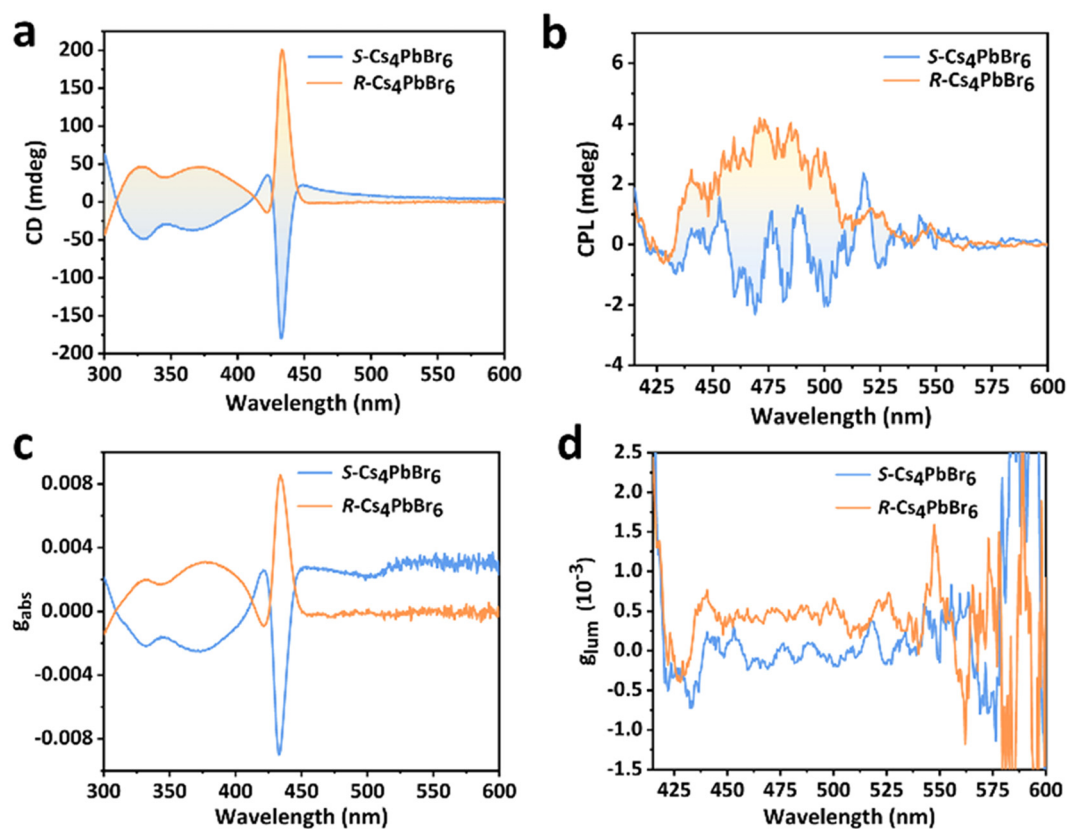 a
S-Cs4PbBr6
R-Cs4PbBr6
CD (mdeg)
200
150
100
50
0
-50
-100
-150
-200
300 350 400 450 500 550 600
Wavelength (nm)
b
S-Cs4PbBr6
R-Cs4PbBr6
CPL (mdeg)
6
4
2
0
-2
-4
425 450 475 500 525 550 575 600
Wavelength (nm)
c
S-Cs4PbBr6
R-Cs4PbBr6
gabs
0.008
0.004
0.000
-0.004
-0.008
300 350 400 450 500 550 600
Wavelength (nm)
d
S-Cs4PbBr6
R-Cs4PbBr6
glum (10-3)
2.5
2.0
1.5
1.0
0.5
0.0
-0.5
-1.0
-1.5
425 450 475 500 525 550 575 600
Wavelength (nm)